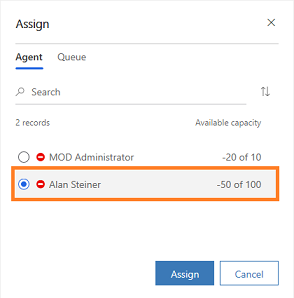 Assign
Agent Queue
Search
2 records Available capacity
MOD Administrator -20 of 10
Alan Steiner -50 of 100
Assign Cancel